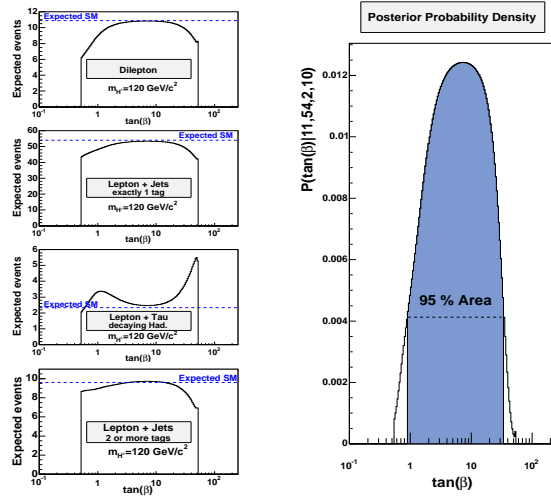 Expected events
12
10
8
6
4
2
0
Expected SM
Dilepton
m_H⁺=120 GeV/c²
10⁻¹
1
10
10²
tan(β)
Expected events
60
50
40
30
20
10
0
Expected SM
Lepton + Jets
exactly 1 tag
m_H⁺=120 GeV/c²
10⁻¹
1
10
10²
tan(β)
Expected events
6
5
4
3
2
1
0
Expected SM
Lepton + Tau
decaying Had.
m_H⁺=120 GeV/c²
10⁻¹
1
10
10²
tan(β)
Expected events
10
8
6
4
2
0
Expected SM
Lepton + Jets
2 or more tags
m_H⁺=120 GeV/c²
10⁻¹
1
10
10²
tan(β)
Posterior Probability Density
P(tan(β)|11,54,2,10)
0.012
0.01
0.008
0.006
0.004
0.002
0
95 % Area
10⁻¹
1
10
10²
tan(β)